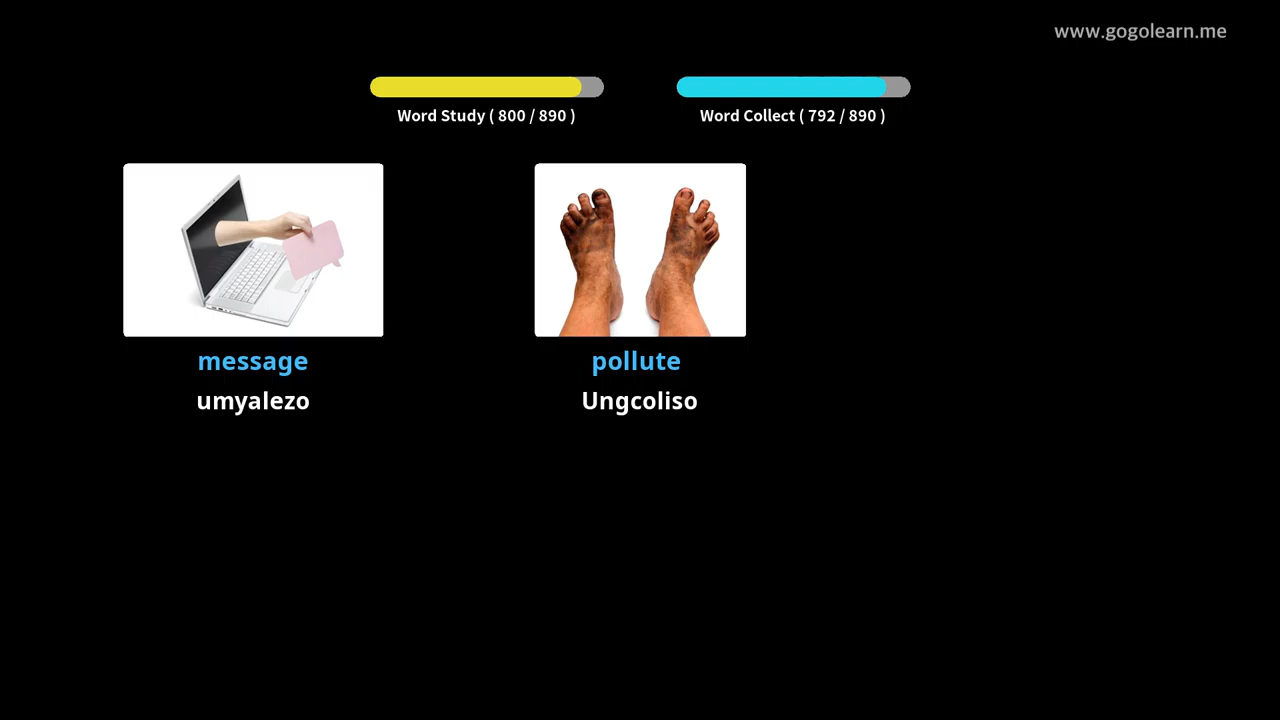 www.gogolearn.me
Word Study ( 800 / 890 )
Word Collect ( 792 / 890 )
message
umyalezo
pollute
Ungcoliso